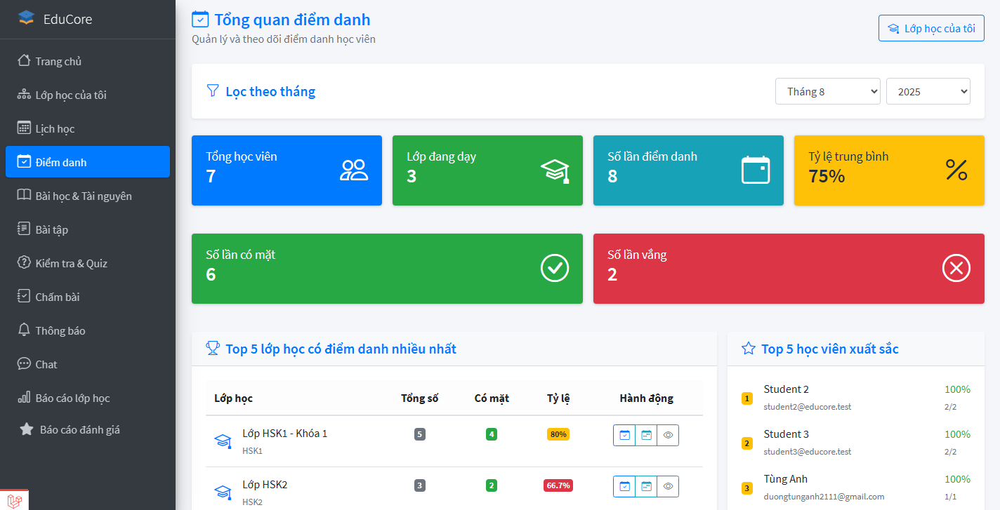 EduCore
Trang chủ
Lớp học của tôi
Lịch học
Điểm danh
Bài học & Tài nguyên
Bài tập
Kiểm tra & Quiz
Chấm bài
Thông báo
Chat
Báo cáo lớp học
Báo cáo đánh giá
Tổng quan điểm danh
Quản lý và theo dõi điểm danh học viên
Lớp học của tôi
Lọc theo tháng
Tháng 8
2025
Tổng học viên
7
Lớp đang dạy
3
Số lần điểm danh
8
Tỷ lệ trung bình
75%
Số lần có mặt
6
Số lần vắng
2
Top 5 lớp học có điểm danh nhiều nhất
Lớp học Tổng số Có mặt Tỷ lệ Hành động
Lớp HSK1 - Khóa 1 5 4 80%
HSK1
Lớp HSK2 3 2 66.7%
HSK2
Top 5 học viên xuất sắc
1 Student 2 100%
student2@educore.test 2/2
2 Student 3 100%
student3@educore.test 2/2
3 Tùng Anh 100%
duongtunganh2111@gmail.com 1/1